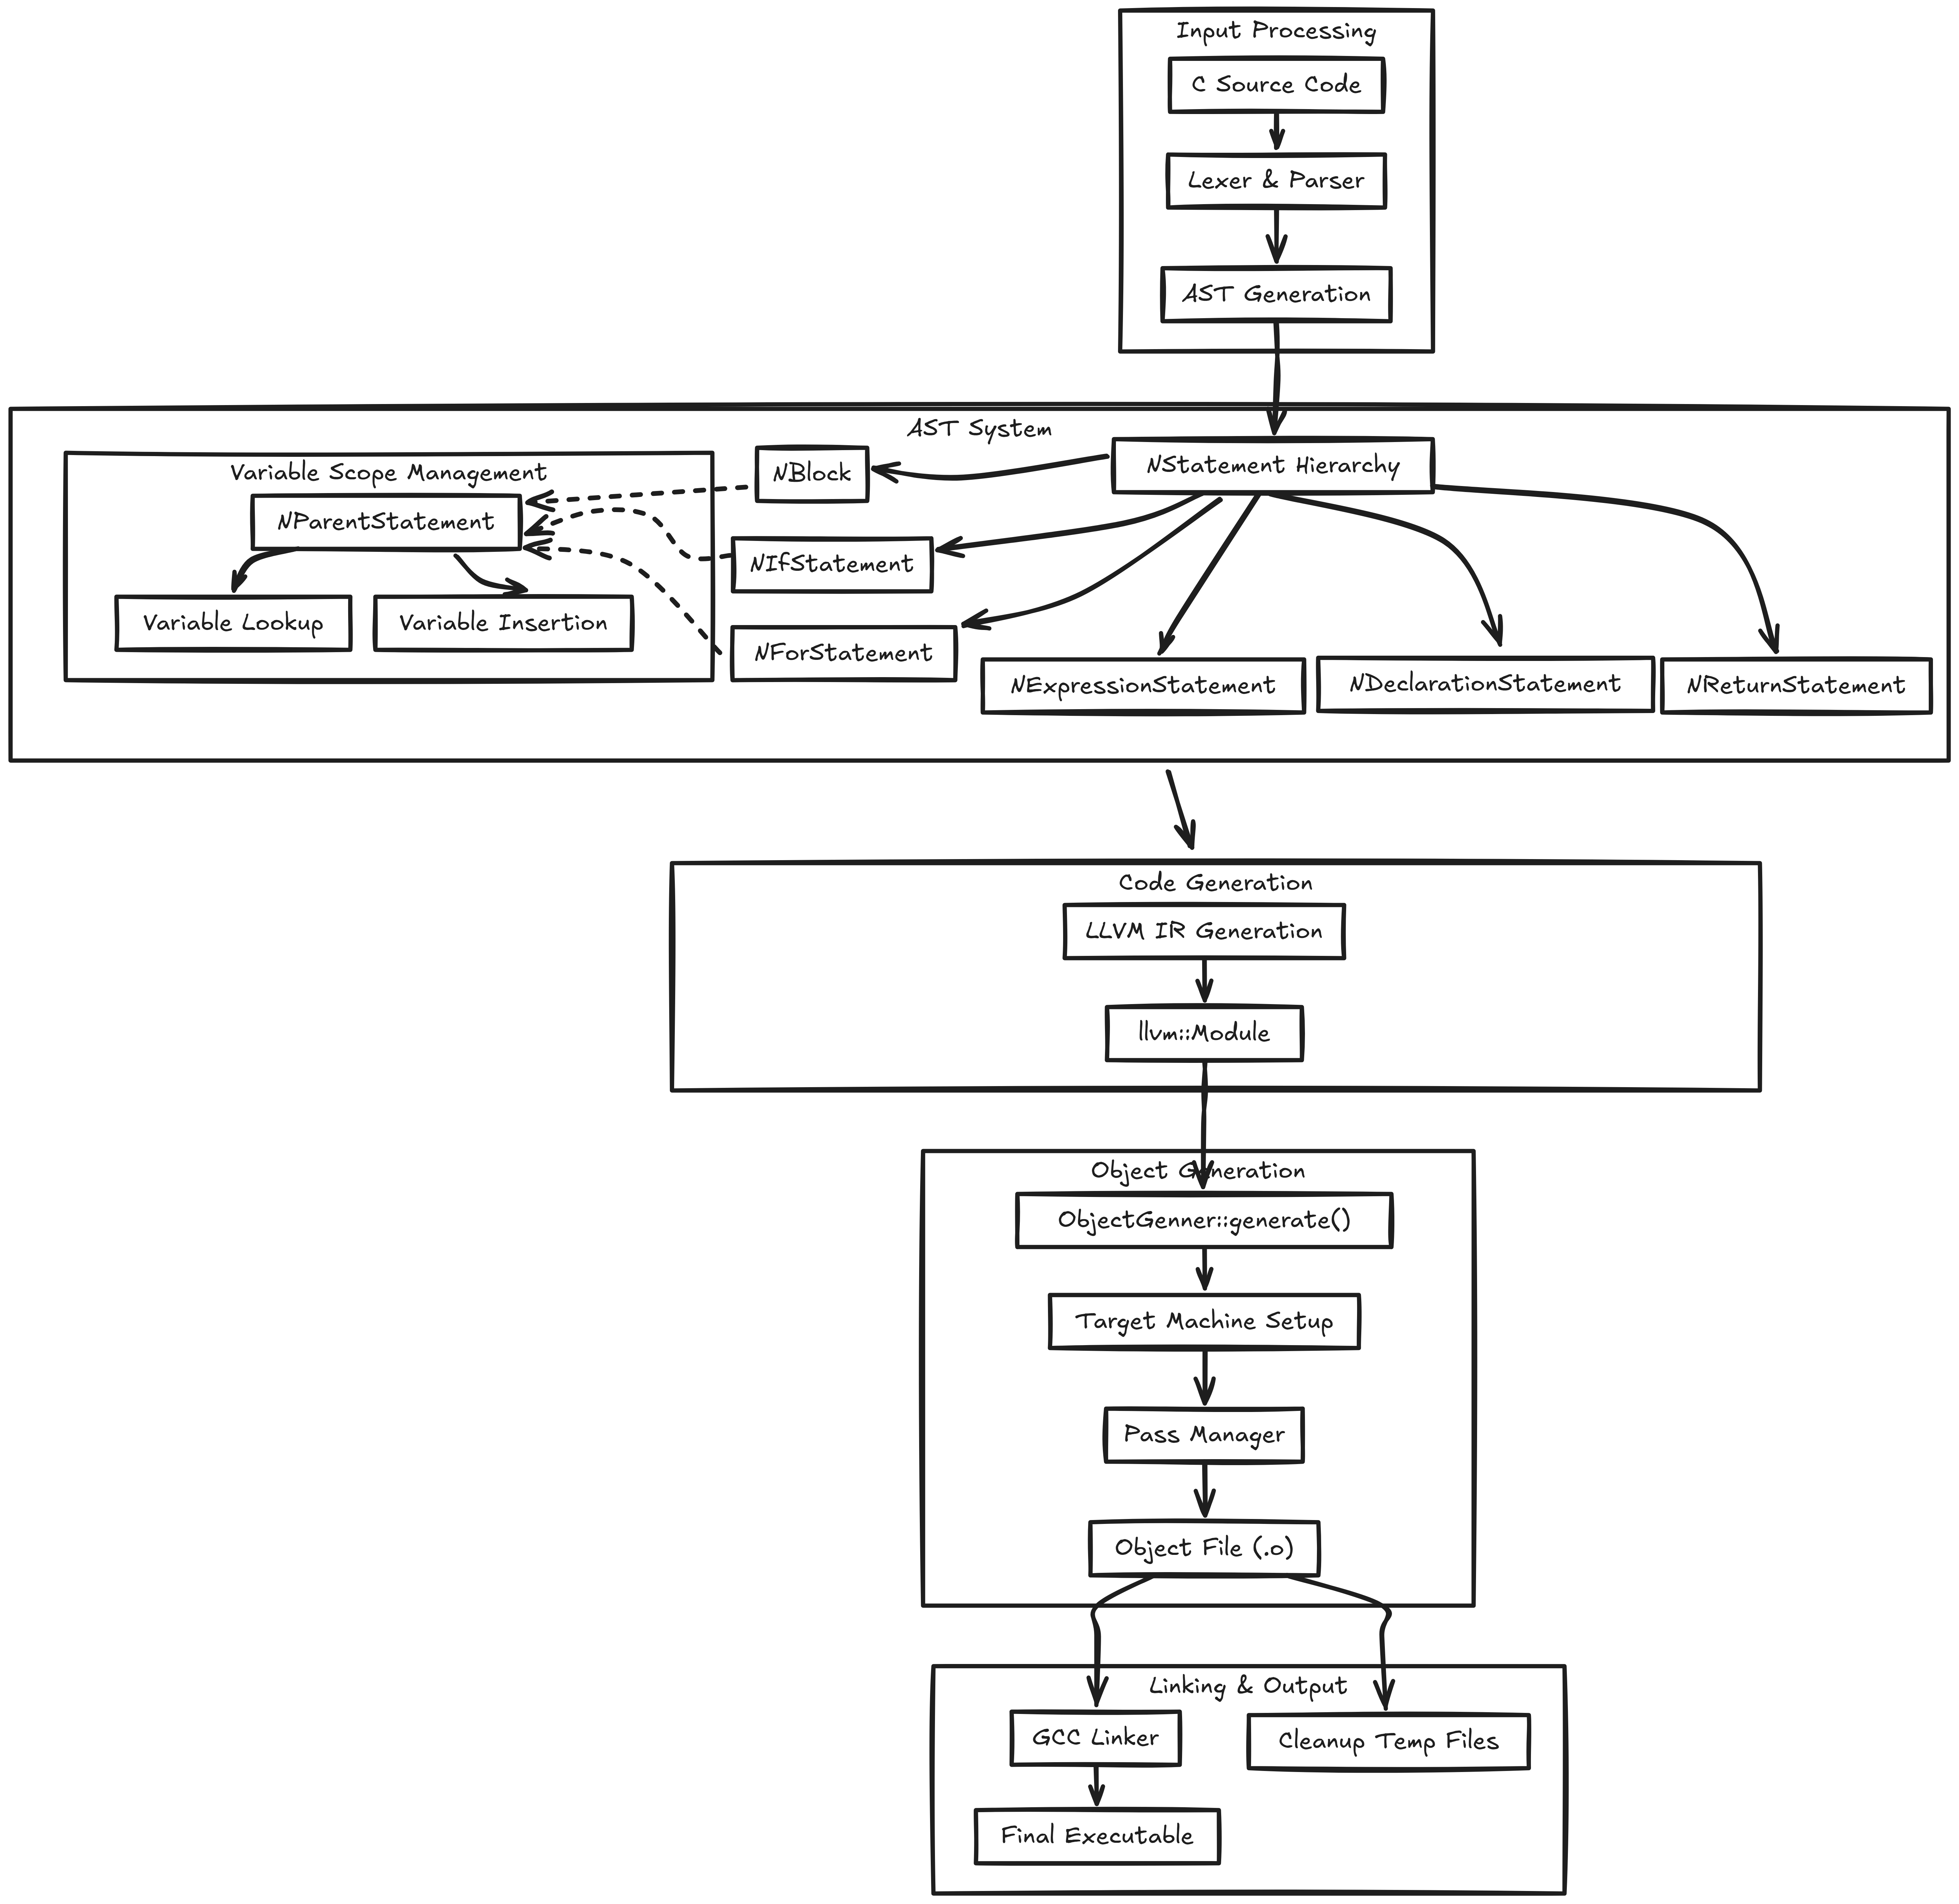 Input Processing
C Source Code
Lexer & Parser
AST Generation
AST System
NStatement Hierarchy
Variable Scope Management
NBlock
NParentStatement
NIfStatement
Variable Lookup
Variable Insertion
NForStatement
NExpressionStatement
NDeclarationStatement
NReturnStatement
Code Generation
LLVM IR Generation
llvm::Module
Object Generation
ObjectGenner::generate()
Target Machine Setup
Pass Manager
Object File (.o)
Linking & Output
GCC Linker
Cleanup Temp Files
Final Executable